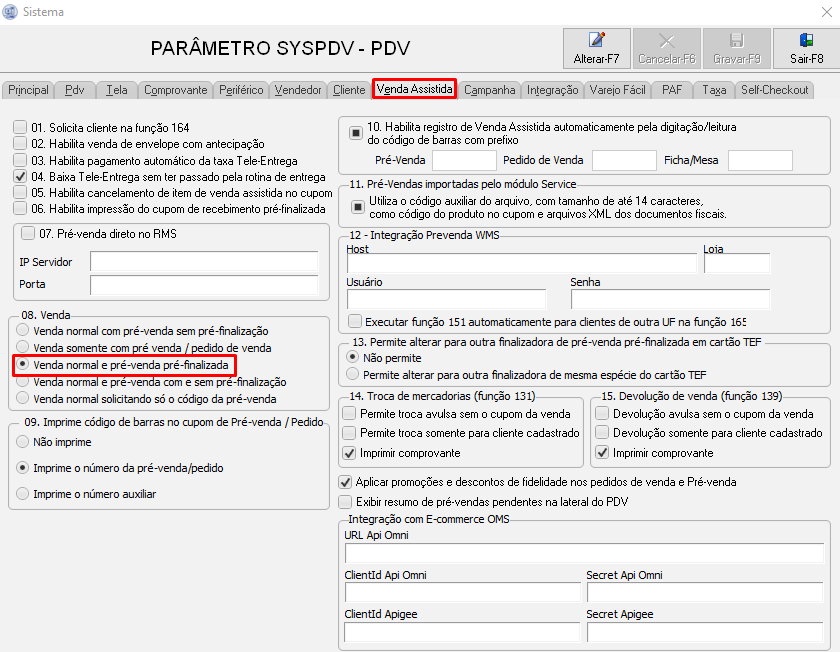 Sistema
PARÂMETRO SYSPDV - PDV
Alterar-F7
Cancelar-F6
Gravar-F9
Sair-F8
Principal
Pdv
Tela
Comprovante
Periférico
Vendedor
Cliente
Venda Assistida
Campanha
Integração
Varejo Fácil
PAF
Taxa
Self-Checkout
01. Solicita cliente na função 164
02. Habilita venda de envelope com antecipação
03. Habilita pagamento automático da taxa Tele-Entrega
04. Baixa Tele-Entrega sem ter passado pela rotina de entrega
05. Habilita cancelamento de item de venda assistida no cupom
06. Habilita impressão do cupom de recebimento pré-finalizada
07. Pré-venda direto no RMS
IP Servidor
Porta
08. Venda
Venda normal com pré-venda sem pré-finalização
Venda somente com pré venda / pedido de venda
Venda normal e pré-venda pré-finalizada
Venda normal e pré-venda com e sem pré-finalização
Venda normal solicitando só o código da pré-venda
09. Imprime código de barras no cupom de Pré-venda / Pedido
Não imprime
Imprime o número da pré-venda/pedido
Imprime o número auxiliar
10. Habilita registro de Venda Assistida automaticamente pela digitação/leitura
do código de barras com prefixo
Pré-Venda
Pedido de Venda
Ficha/Mesa
11. Pré-Vendas importadas pelo módulo Service
Utiliza o código auxiliar do arquivo, com tamanho de até 14 caracteres,
como código do produto no cupom e arquivos XML dos documentos fiscais.
12 - Integração Prevenda WMS
Host
Loja
Usuário
Senha
Executar função 151 automaticamente para clientes de outra UF na função 165
13. Permite alterar para outra finalizadora de pré-venda pré-finalizada em cartão TEF
Não permite
Permite alterar para outra finalizadora de mesma espécie do cartão TEF
14. Troca de mercadorias (função 131)
Permite troca avulsa sem o cupom da venda
Permite troca somente para cliente cadastrado
Imprimir comprovante
15. Devolução de venda (função 139)
Devolução avulsa sem o cupom da venda
Devolução somente para cliente cadastrado
Imprimir comprovante
Aplicar promoções e descontos de fidelidade nos pedidos de venda e Pré-venda
Exibir resumo de pré-vendas pendentes na lateral do PDV
Integração com E-commerce OMS
URL Api Omni
ClientId Api Omni
Secret Api Omni
ClientId Apigee
Secret Apigee